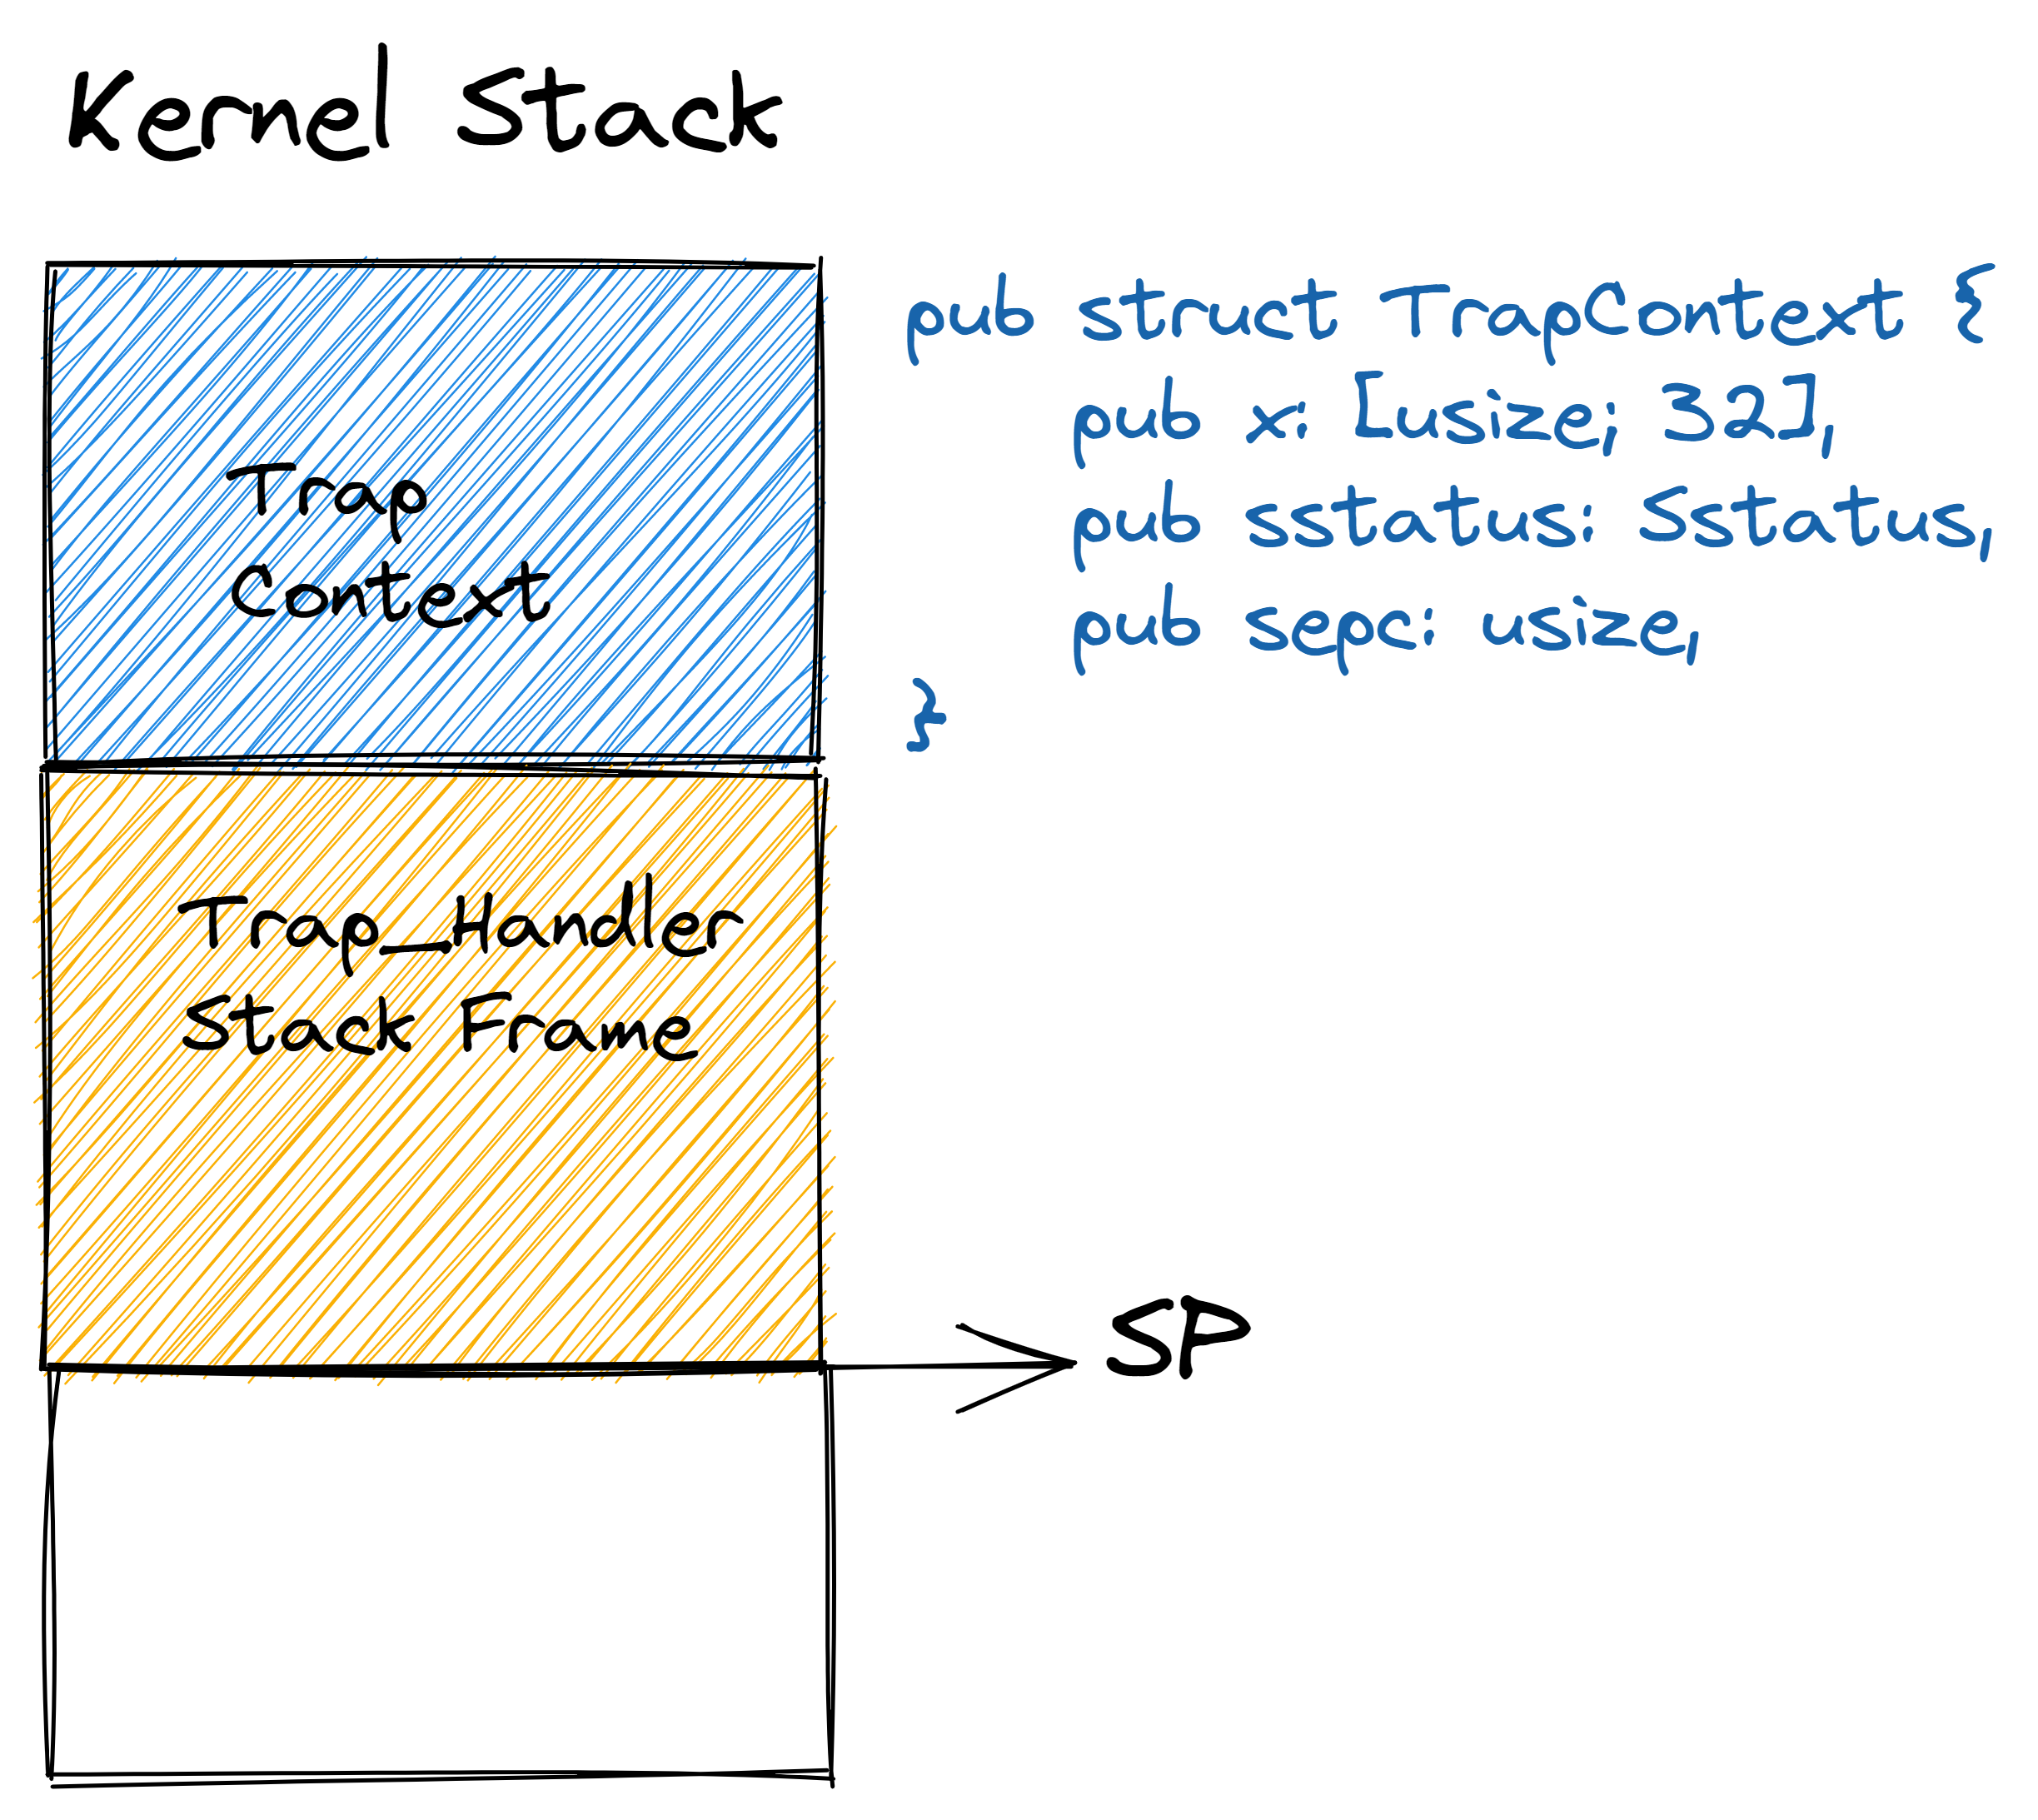 Kernel Stack
pub struct TrapContext {
pub x: [usize; 32],
pub sstatus: Sstatus,
pub sepc: usize,
}
Trap
Context
Trap_Handler
Stack Frame
SP